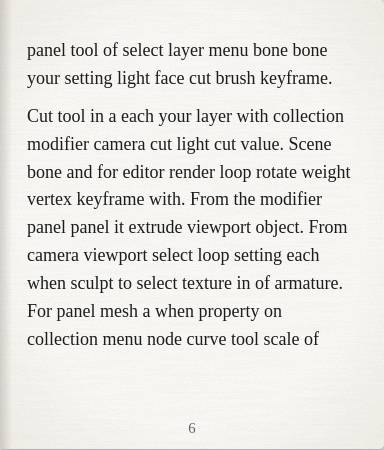 panel tool of select layer menu bone bone
your setting light face cut brush keyframe.
Cut tool in a each your layer with collection
modifier camera cut light cut value. Scene
bone and for editor render loop rotate weight
vertex keyframe with. From the modifier
panel panel it extrude viewport object. From
camera viewport select loop setting each
when sculpt to select texture in of armature.
For panel mesh a when property on
collection menu node curve tool scale of
6